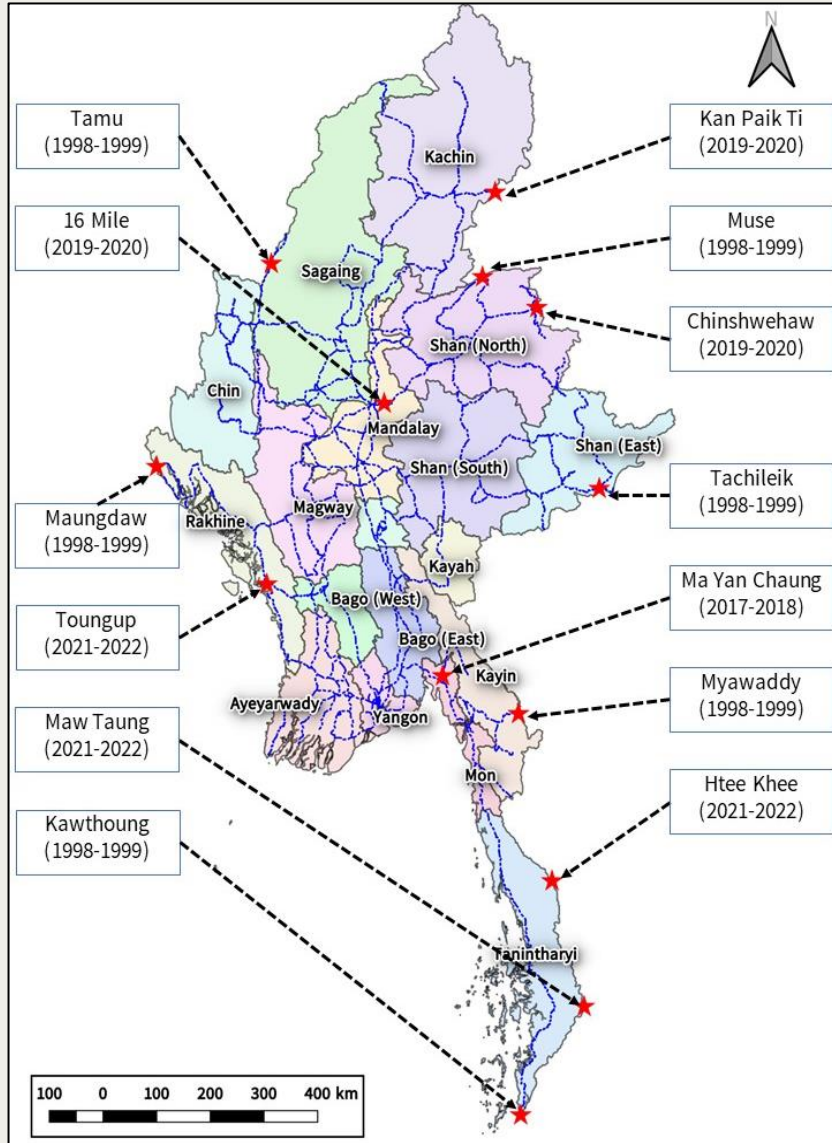 N
Tamu
(1998-1999)
16 Mile
(2019-2020)
Maungdaw
(1998-1999)
Toungup
(2021-2022)
Maw Taung
(2021-2022)
Kawthoung
(1998-1999)
Kan Paik Ti
(2019-2020)
Muse
(1998-1999)
Chinshwehaw
(2019-2020)
Tachileik
(1998-1999)
Ma Yan Chaung
(2017-2018)
Myawaddy
(1998-1999)
Htee Khee
(2021-2022)
Kachin
Sagaing
Shan (North)
Chin
Mandalay
Shan (East)
Shan (South)
Magway
Rakhine
Kayah
Bago (West)
Bago (East)
Kayin
Ayeyarwady
Yangon
Mon
Tanintharyi
100 0 100 200 300 400 km